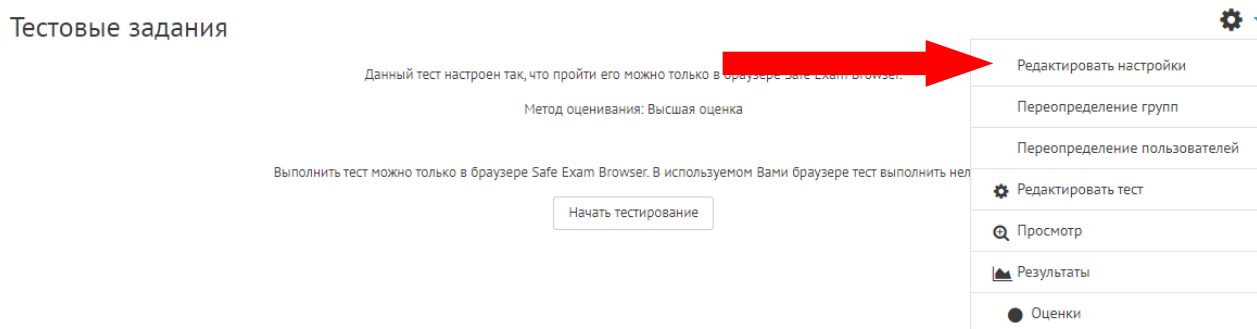 Тестовые задания
Данный тест настроен так, что пройти его можно только в браузере Safe Exam Browser.
Метод оценивания: Высшая оценка
Выполнить тест можно только в браузере Safe Exam Browser. В используемом Вами браузере тест выполнить
Начать тестирование
Редактировать настройки
Переопределение групп
Переопределение пользователей
Редактировать тест
Просмотр
Результаты
Оценки